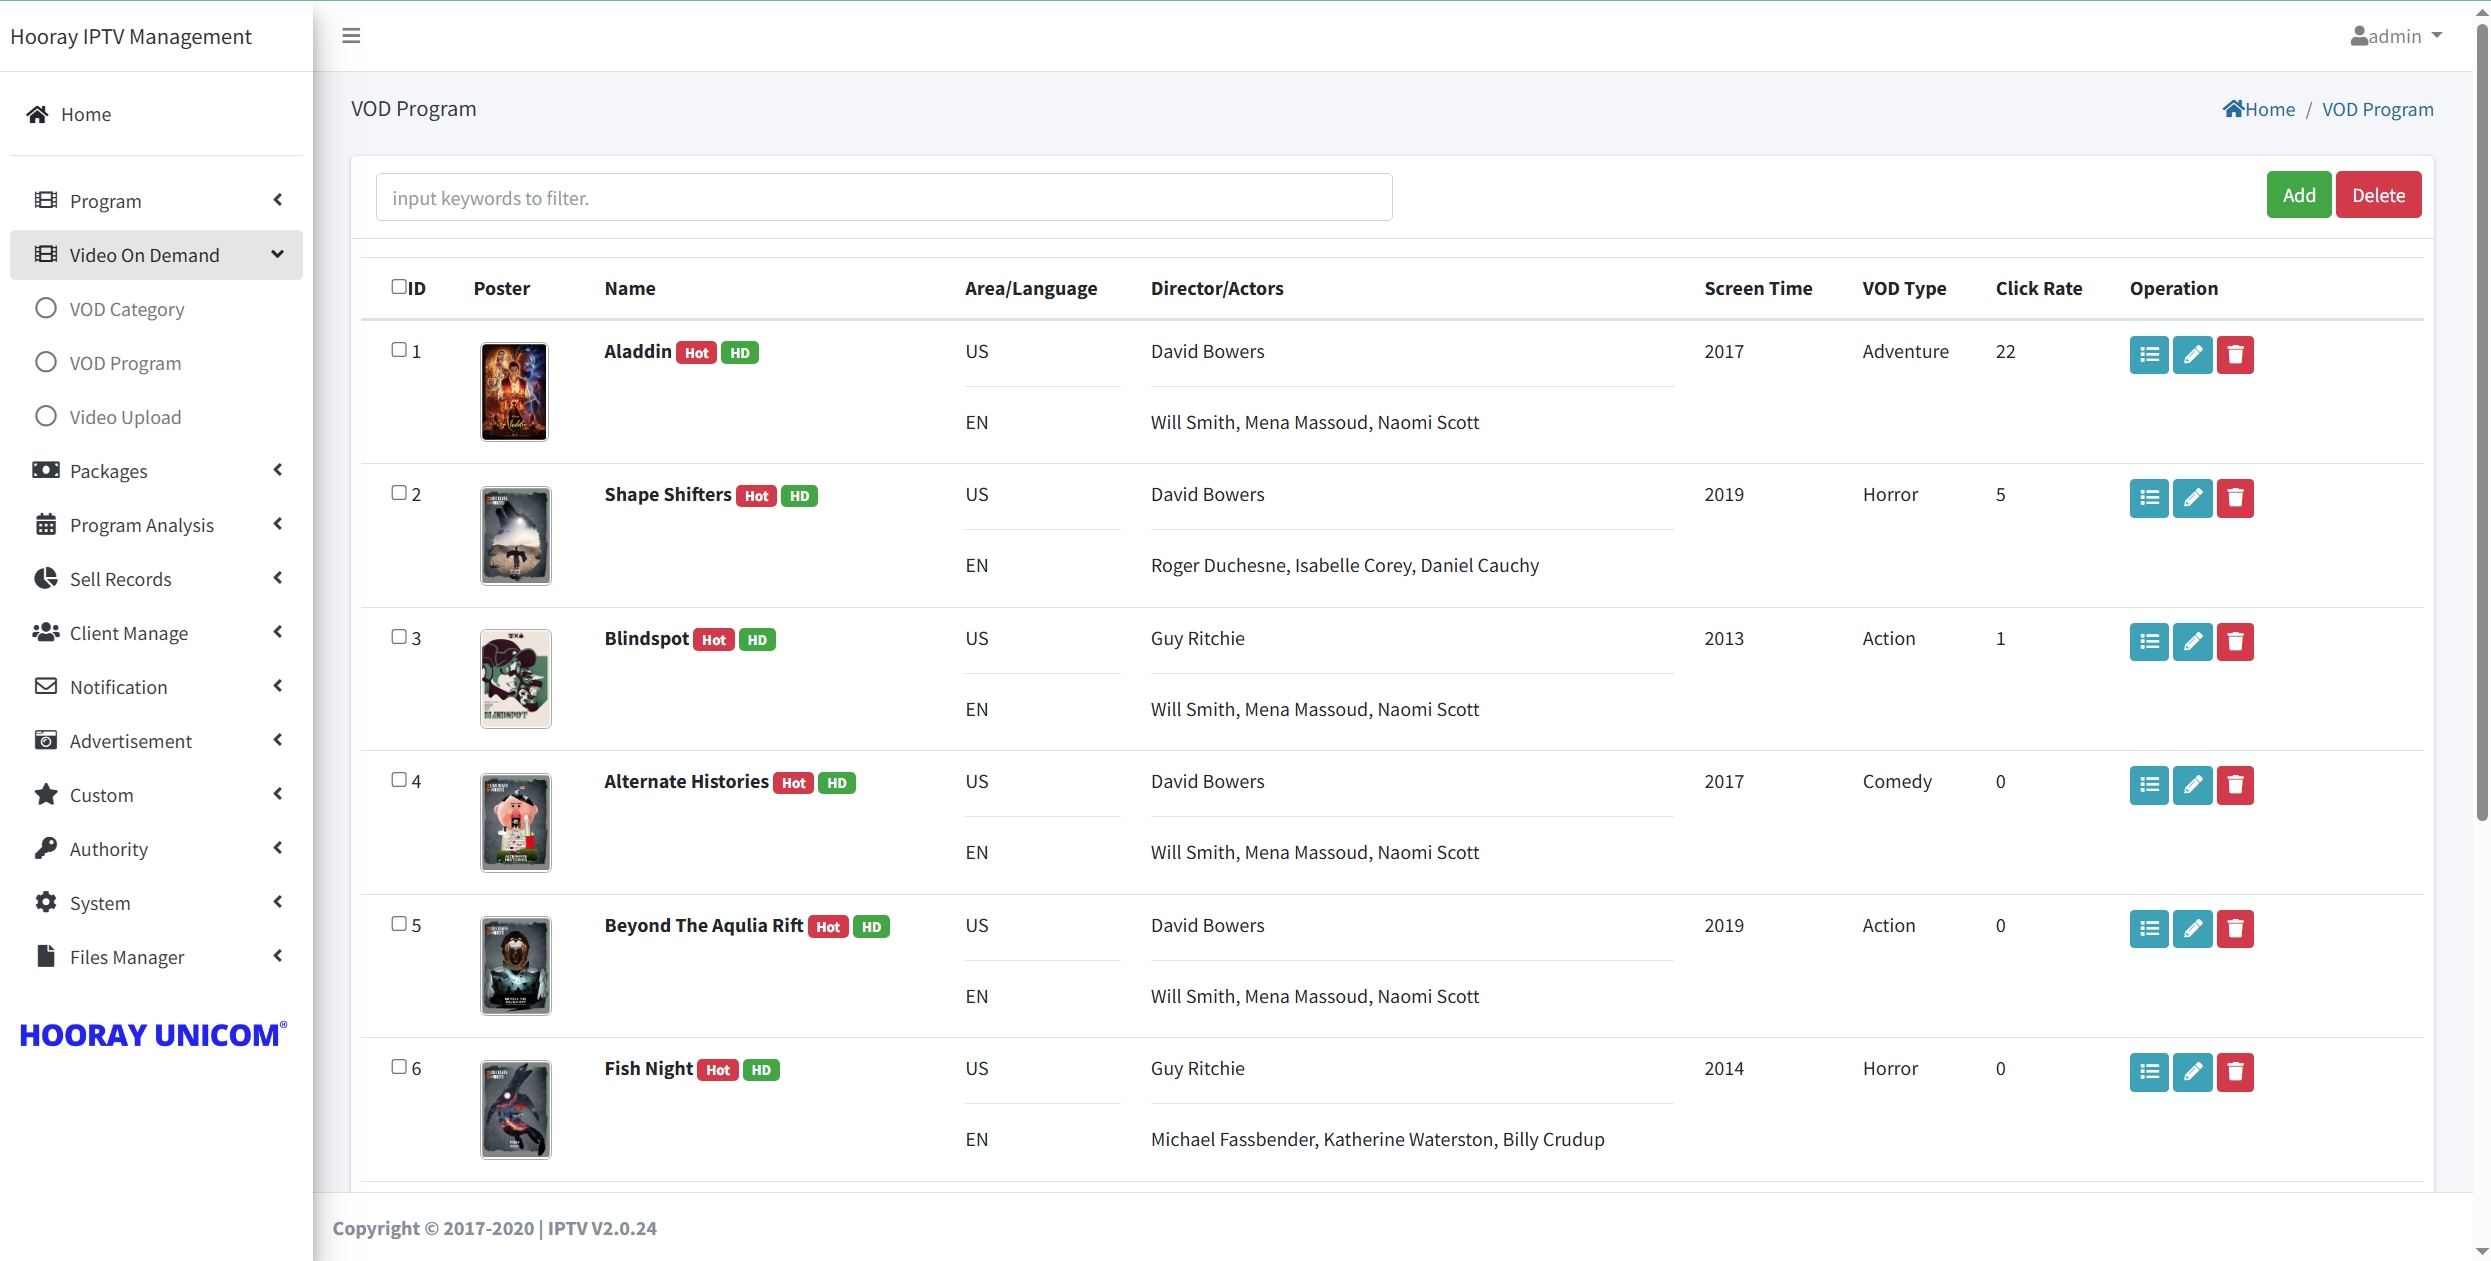 Hooray IPTV Management
admin
Home
Program
Video On Demand
VOD Category
VOD Program
Video Upload
Packages
Program Analysis
Sell Records
Client Manage
Notification
Advertisement
Custom
Authority
System
Files Manager
HOORAY UNICOM®
VOD Program
Home / VOD Program
input keywords to filter.
Add Delete
ID Poster Name Area/Language Director/Actors Screen Time VOD Type Click Rate Operation
1 Aladdin Hot HD US David Bowers 2017 Adventure 22
EN Will Smith, Mena Massoud, Naomi Scott
2 Shape Shifters Hot HD US David Bowers 2019 Horror 5
EN Roger Duchesne, Isabelle Corey, Daniel Cauchy
3 Blindspot Hot HD US Guy Ritchie 2013 Action 1
EN Will Smith, Mena Massoud, Naomi Scott
BLINDSPOT
4 Alternate Histories Hot HD US David Bowers 2017 Comedy 0
EN Will Smith, Mena Massoud, Naomi Scott
5 Beyond The Aqulia Rift Hot HD US David Bowers 2019 Action 0
EN Will Smith, Mena Massoud, Naomi Scott
6 Fish Night Hot HD US Guy Ritchie 2014 Horror 0
EN Michael Fassbender, Katherine Waterston, Billy Crudup
Copyright © 2017-2020 | IPTV V2.0.24